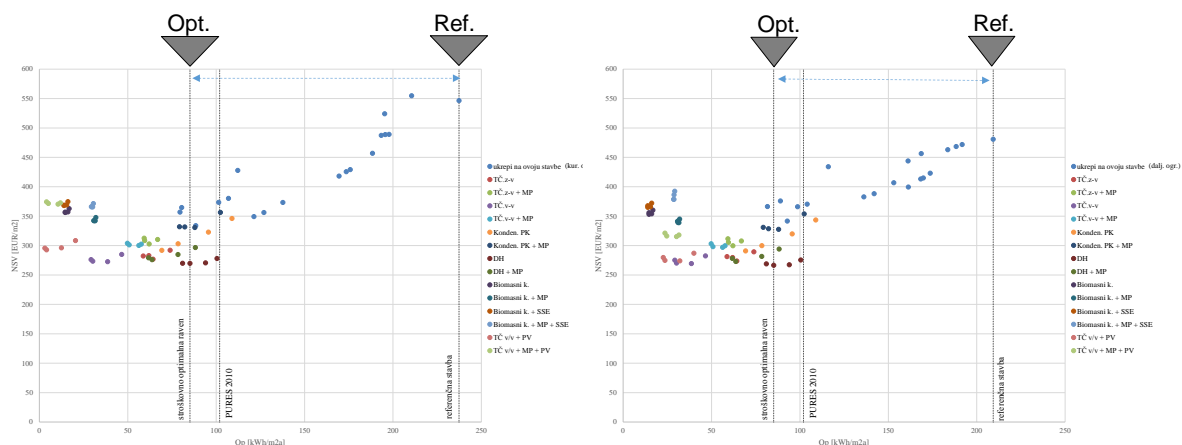 Opt.
Ref.
600
550
500
450
400
350
300
250
200
150
100
50
0
NSV [EUR/m2]
0
50
100
150
200
250
Qp [kWh/m2a]
stroškovno optimalna raven
PURES 2010
referenčna stavba
ukrepi na ovoju stavbe (kur.
TČ.z-v
TČ.z-v + MP
TČ.v-v
TČ.v-v + MP
Konden. PK
Konden. PK + MP
DH
DH + MP
Biomasni k.
Biomasni k. + MP
Biomasni k. + SSE
Biomasni k. + MP + SSE
TČ v/v + PV
TČ v/v + MP + PV
Opt.
Ref.
600
550
500
450
400
350
300
250
200
150
100
50
0
NSV [EUR/m2]
0
50
100
150
200
250
Qp [kWh/m2a]
stroškovno optimalna raven
PURES 2010
referenčna stavba
ukrepi na ovoju stavbe (dalj. ogr.)
TČ.z-v
TČ.z-v + MP
TČ.v-v
TČ.v-v + MP
Konden. PK
Konden. PK + MP
DH
DH + MP
Biomasni k.
Biomasni k. + MP
Biomasni k. + SSE
Biomasni k. + MP + SSE
TČ v/v + PV
TČ v/v + MP + PV